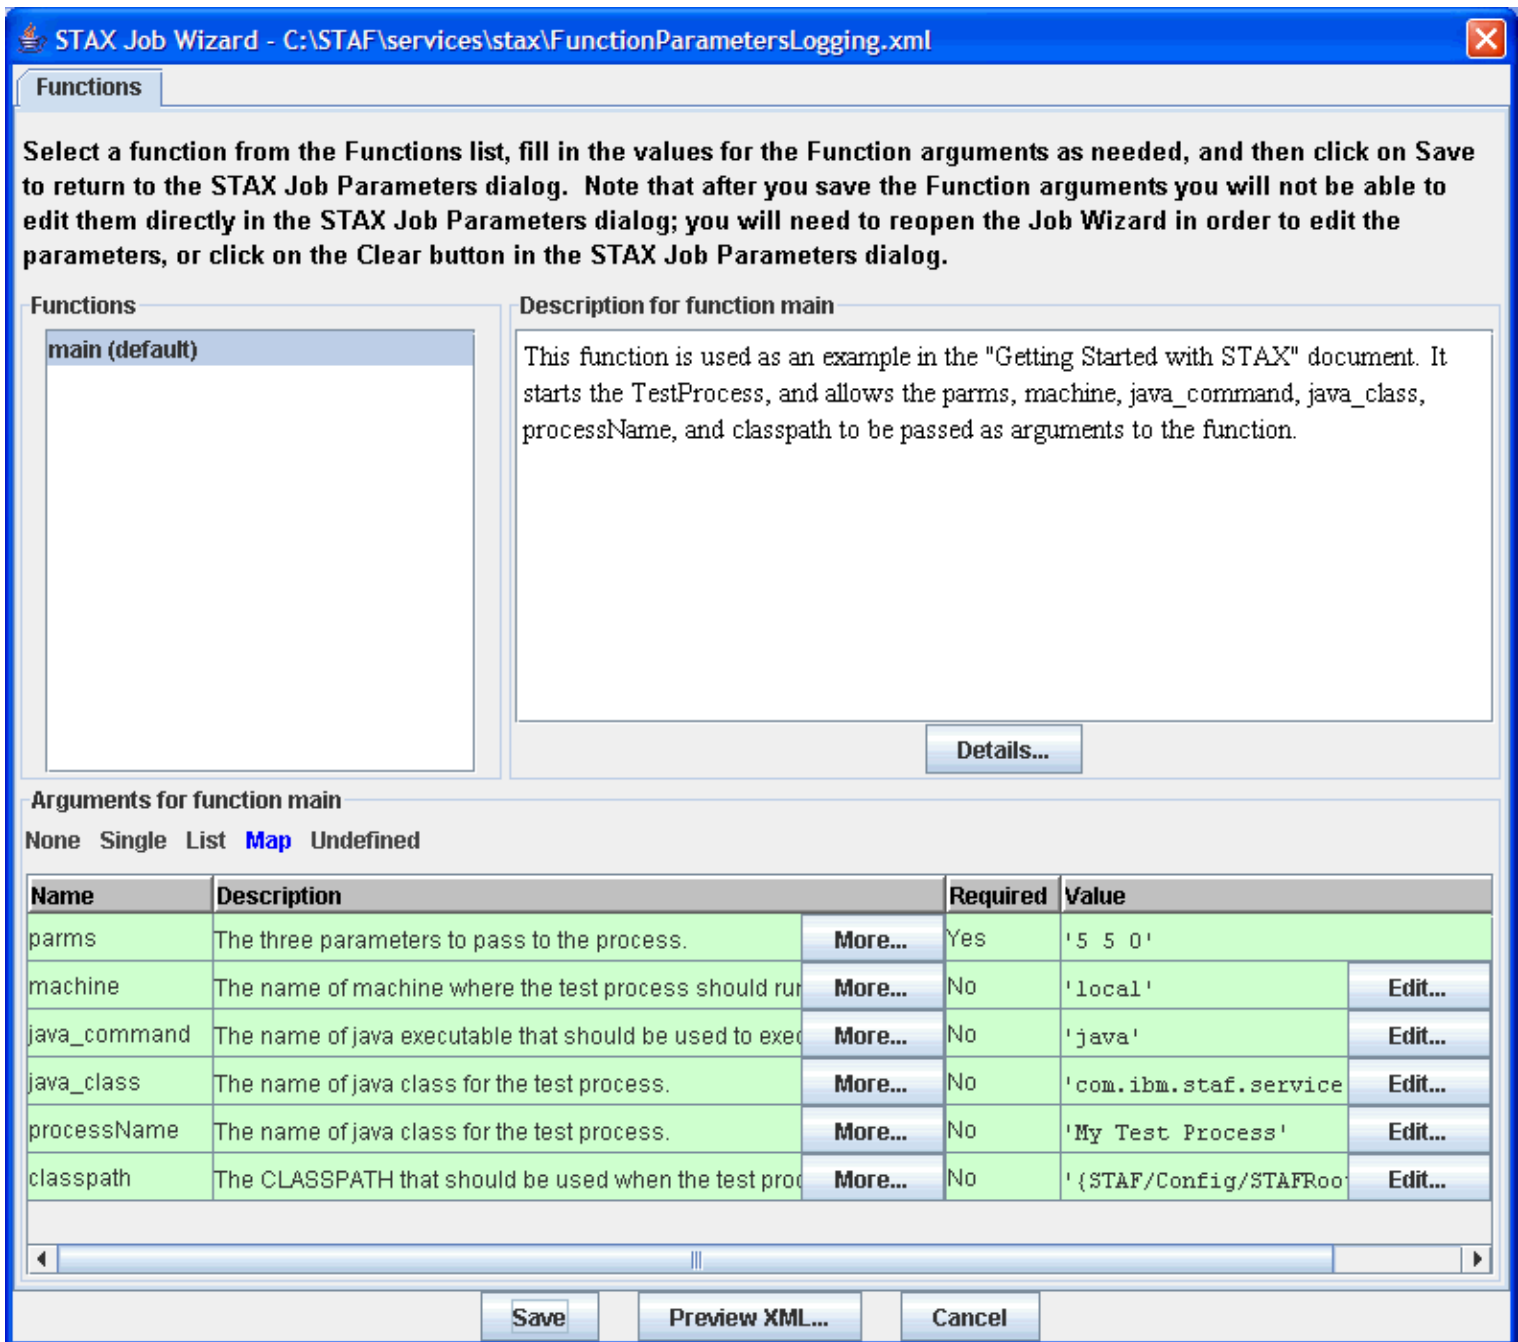 STAX Job Wizard - C:\STAF\services\stax\FunctionParametersLogging.xml
Functions
Select a function from the Functions list, fill in the values for the Function arguments as needed, and then click on Save
to return to the STAX Job Parameters dialog. Note that after you save the Function arguments you will not be able to
edit them directly in the STAX Job Parameters dialog; you will need to reopen the Job Wizard in order to edit the
parameters, or click on the Clear button in the STAX Job Parameters dialog.
Functions
main (default)
Description for function main
This function is used as an example in the "Getting Started with STAX" document. It
starts the TestProcess, and allows the parms, machine, java_command, java_class,
processName, and classpath to be passed as arguments to the function.
Details...
Arguments for function main
None Single List Map Undefined
Name Description Required Value
parms The three parameters to pass to the process. More... Yes '5 5 0'
machine The name of machine where the test process should run More... No 'local' Edit...
java_command The name of java executable that should be used to exec More... No 'java' Edit...
java_class The name of java class for the test process. More... No 'com.ibm.staf.service Edit...
processName The name of java class for the test process. More... No 'My Test Process' Edit...
classpath The CLASSPATH that should be used when the test proc More... No '{STAF/Config/STAFRoo Edit...
Save Preview XML... Cancel